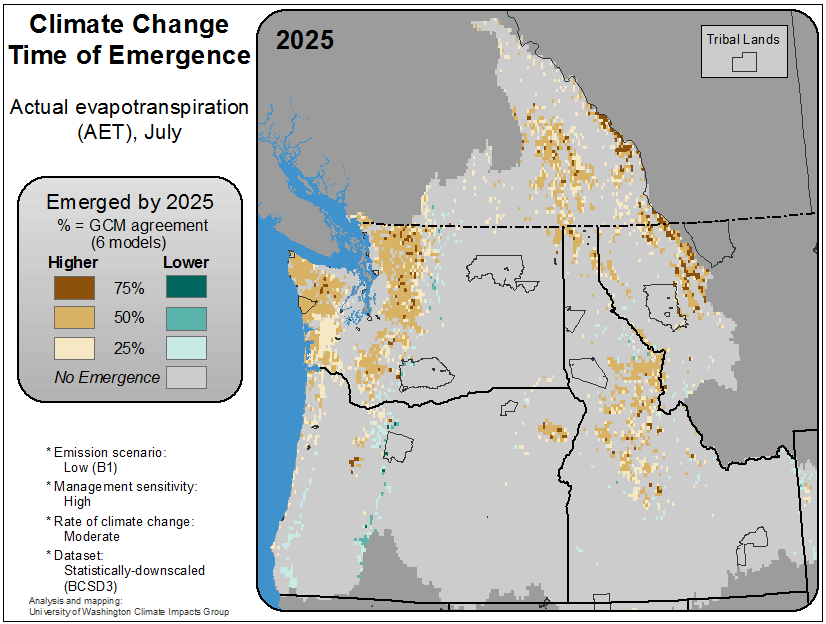 Climate Change
Time of Emergence
Actual evapotranspiration
(AET), July
Emerged by 2025
% = GCM agreement
(6 models)
Higher Lower
75%
50%
25%
No Emergence
* Emission scenario:
Low (B1)
* Management sensitivity:
High
* Rate of climate change:
Moderate
* Dataset:
Statistically-downscaled
(BCSD3)
Analysis and mapping:
University of Washington Climate Impacts Group
2025
Tribal Lands